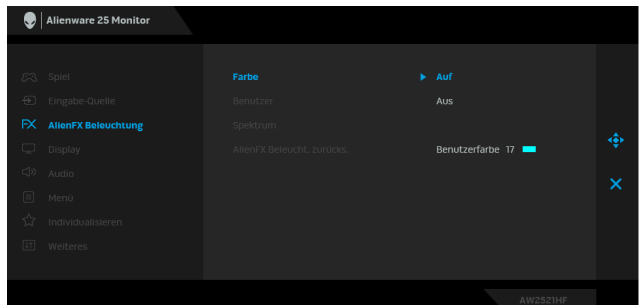 Alienware 25 Monitor
Spiel
Eingabe-Quelle
FX AlienFX Beleuchtung
Display
Audio
Menü
Individualisieren
Weiteres
Farbe
Benutzer
Spektrum
AlienFX Beleucht. zurücks.
Auf
Aus
Benutzerfarbe 17
AW2521HF